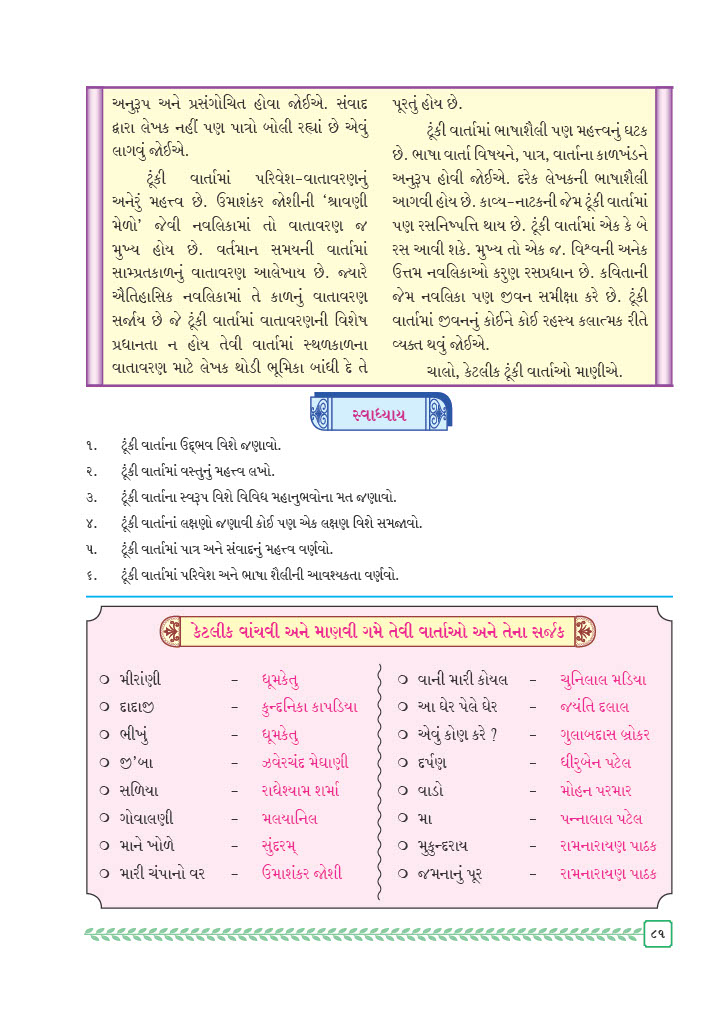 અનુરૂપ અને પ્રસંગોચિત હોવા જોઈએ. સંવાદ
દ્વારા લેખક નહીં પણ પાત્રો બોલી રહ્યાં છે એવું
લાગવું જોઈએ.
ટૂંકી વાર્તામાં પરિવેશ-વાતાવરણનું
અનેરું મહત્ત્વ છે. ઉમાશંકર જોશીની ‘શ્રાવણી
મેળો’ જેવી નવલિકામાં તો વાતાવરણ જ
મુખ્ય હોય છે. વર્તમાન સમયની વાર્તામાં
સામ્પ્રતકાળનું વાતાવરણ આલેખાય છે. જ્યારે
ઐતિહાસિક નવલિકામાં તે કાળનું વાતાવરણ
સર્જાય છે જે ટૂંકી વાર્તામાં વાતાવરણની વિશેષ
પ્રધાનતા ન હોય તેવી વાર્તામાં સ્થળકાળના
વાતાવરણ માટે લેખક થોડી ભૂમિકા બાંધી દે તે
પૂરતું હોય છે.
ટૂંકી વાર્તામાં ભાષાશૈલી પણ મહત્ત્વનું ઘટક
છે. ભાષા વાર્તા વિષયને, પાત્ર, વાર્તાના કાળખંડને
અનુરૂપ હોવી જોઈએ. દરેક લેખકની ભાષાશૈલી
આગવી હોય છે. કાવ્ય-નાટકની જેમ ટૂંકી વાર્તામાં
પણ રસનિષ્પત્તિ થાય છે. ટૂંકી વાર્તામાં એક કે બે
રસ આવી શકે. મુખ્ય તો એક જ. વિશ્વની અનેક
ઉત્તમ નવલિકાઓ કરુણ રસપ્રધાન છે. કવિતાની
જેમ નવલિકા પણ જીવન સમીક્ષા કરે છે. ટૂંકી
વાર્તામાં જીવનનું કોઈને કોઈ રહસ્ય કલાત્મક રીતે
વ્યક્ત થવું જોઈએ.
ચાલો, કેટલીક ટૂંકી વાર્તાઓ માણીએ.
સ્વાધ્યાય
૧. ટૂંકી વાર્તાના ઉદ્ભવ વિશે જણાવો.
૨. ટૂંકી વાર્તામાં વસ્તુનું મહત્ત્વ લખો.
૩. ટૂંકી વાર્તાના સ્વરૂપ વિશે વિવિધ મહાનુભવોના મત જણાવો.
૪. ટૂંકી વાર્તાનાં લક્ષણો જણાવી કોઈ પણ એક લક્ષણ વિશે સમજાવો.
૫. ટૂંકી વાર્તામાં પાત્ર અને સંવાદનું મહત્ત્વ વર્ણવો.
૬. ટૂંકી વાર્તામાં પરિવેશ અને ભાષા શૈલીની આવશ્યકતા વર્ણવો.
કેટલીક વાંચવી અને માણવી ગમે તેવી વાર્તાઓ અને તેના સર્જક
❍ મીરાંણી – ધૂમકેતુ
❍ દાદાજી – કુન્દનિકા કાપડિયા
❍ ભીખું – ધૂમકેતુ
❍ જી’બા – ઝવેરચંદ મેઘાણી
❍ સળિયા – રાધેશ્યામ શર્મા
❍ ગોવાલણી – મલયાનિલ
❍ માને ખોળે – સુંદરમ્
❍ મારી ચંપાનો વર – ઉમાશંકર જોશી
❍ વાની મારી કોયલ – ચુનિલાલ મડિયા
❍ આ ઘેર પેલે ઘેર – જયંતિ દલાલ
❍ એવું કોણ કરે ? – ગુલાબદાસ બ્રોકર
❍ દર્પણ – ધીરુબેન પટેલ
❍ વાડો – મોહન પરમાર
❍ મા – પન્નાલાલ પટેલ
❍ મુકુન્દરાય – રામનારાયણ પાઠક
❍ જમનાનું પૂર – રામનારાયણ પાઠક
૮૧